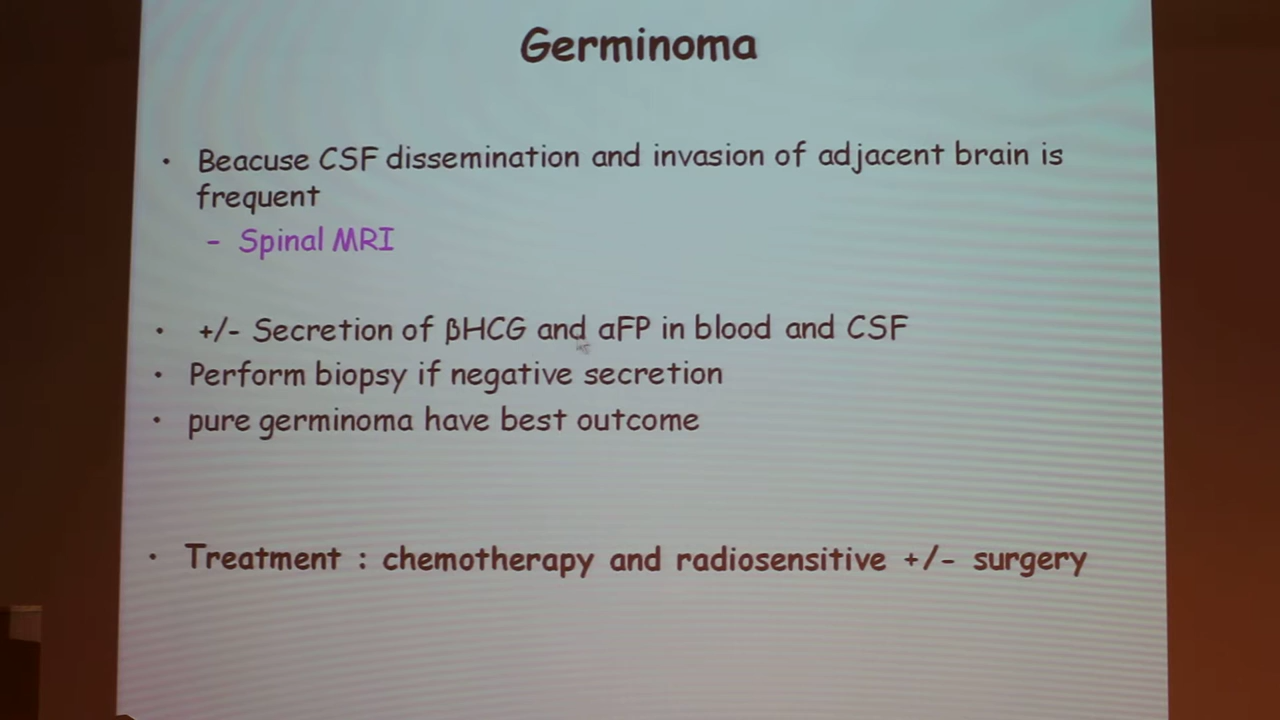 Germinoma
• Beacuse CSF dissemination and invasion of adjacent brain is
frequent
– Spinal MRI
• +/- Secretion of βHCG and αFP in blood and CSF
• Perform biopsy if negative secretion
• pure germinoma have best outcome
• Treatment : chemotherapy and radiosensitive +/- surgery